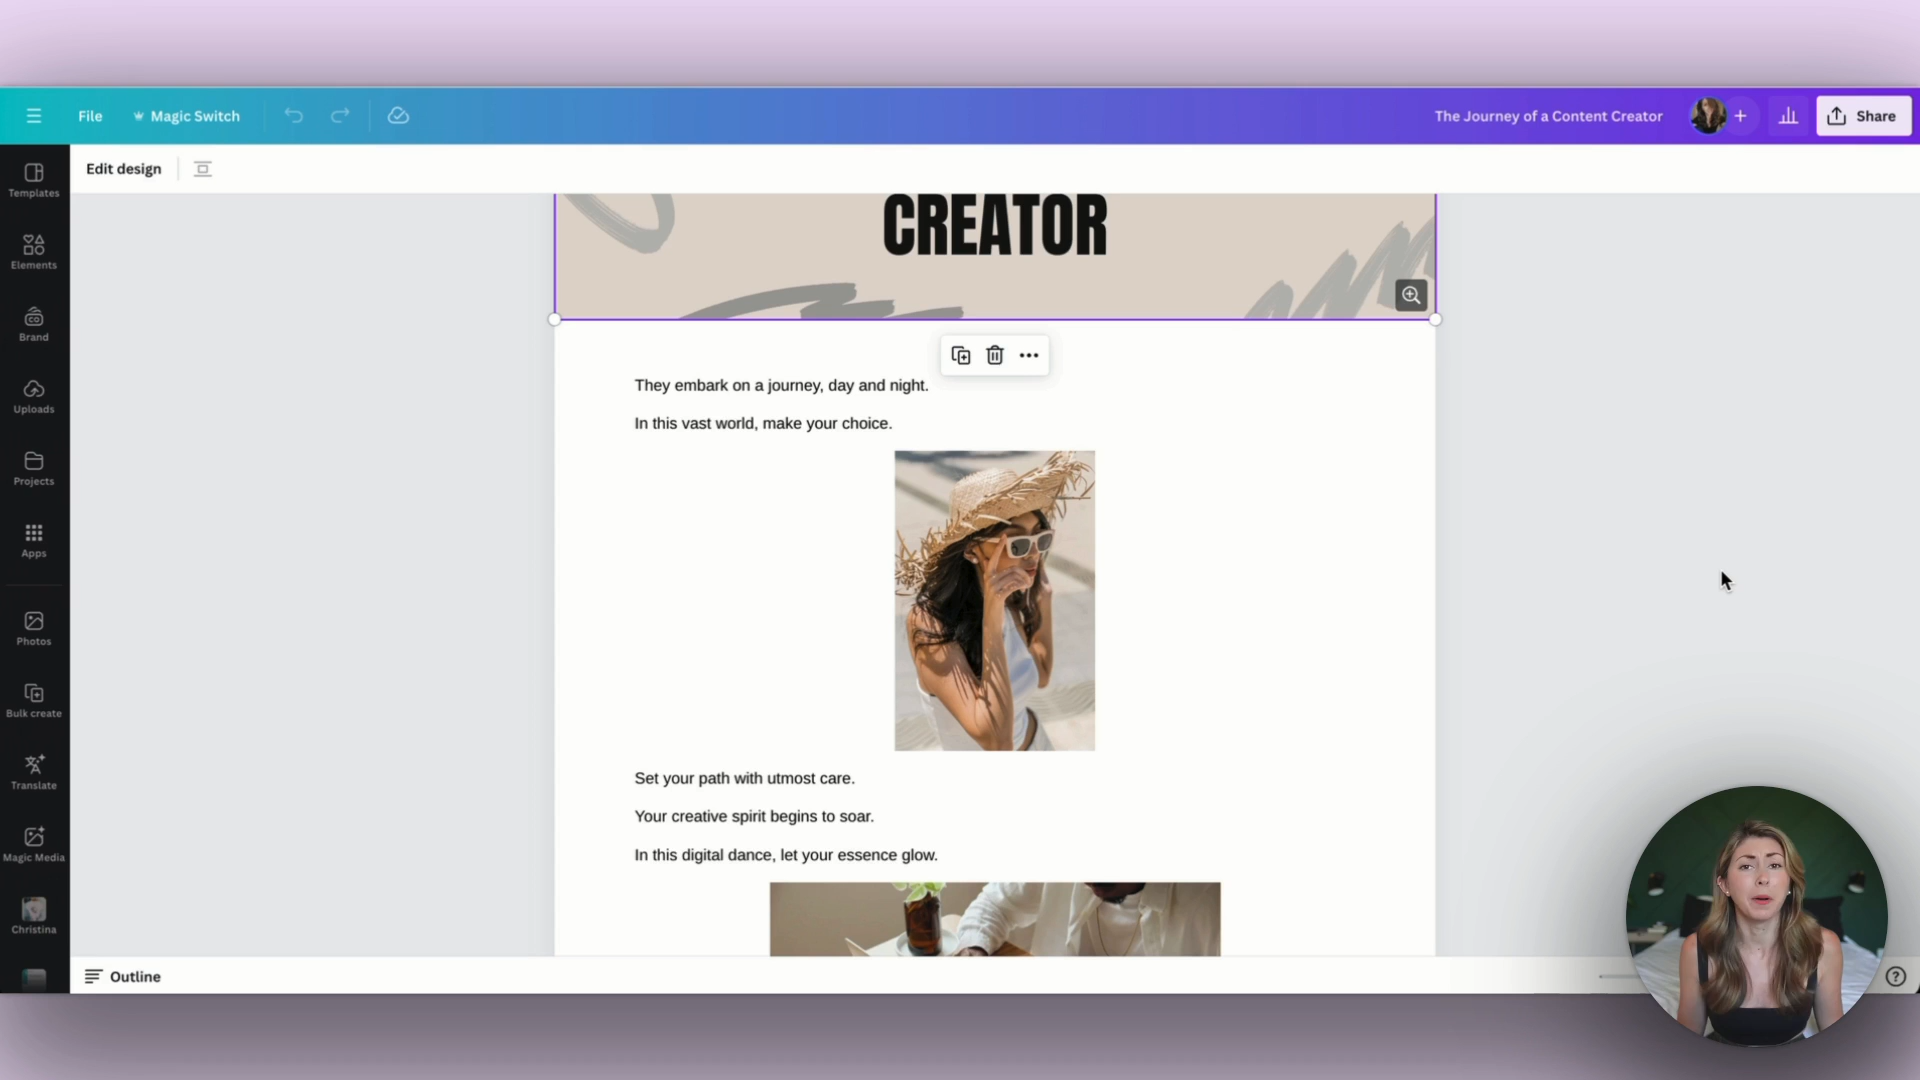 File
Magic Switch
The Journey of a Content Creator
+
Share
Edit design
Templates
Elements
Brand
CO
Uploads
Projects
Apps
Photos
Bulk create
Translate
Magic Media
Christina
CREATOR
They embark on a journey, day and night.
In this vast world, make your choice.
Set your path with utmost care.
Your creative spirit begins to soar.
In this digital dance, let your essence glow.
Outline
?